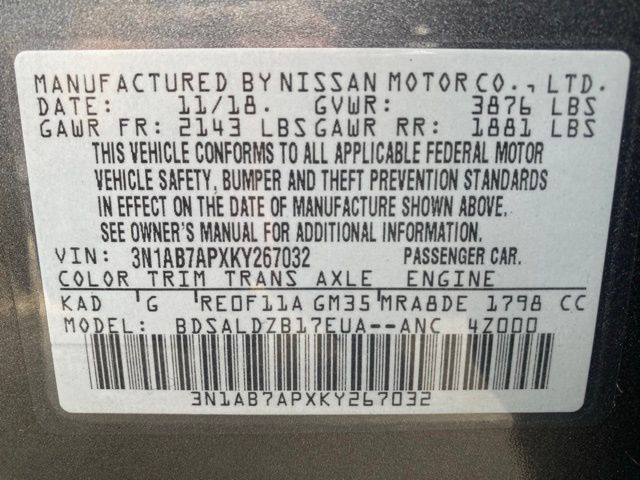 MANUFACTURED BY NISSAN MOTOR CO., LTD.
DATE: 11/18. GVWR: 3876 LBS
GAWR FR: 2143 LBS GAWR RR: 1881 LBS
THIS VEHICLE CONFORMS TO ALL APPLICABLE FEDERAL MOTOR
VEHICLE SAFETY, BUMPER AND THEFT PREVENTION STANDARDS
IN EFFECT ON THE DATE OF MANUFACTURE SHOWN ABOVE.
SEE OWNER'S MANUAL FOR ADDITIONAL INFORMATION.
VIN: 3N1AB7APXKY267032 PASSENGER CAR.
COLOR TRIM TRANS AXLE ENGINE
KAD G RE0F11A GM35 MRA8DE 1798 CC
MODEL: BDSALDZB17EUA--ANC 4Z000
3N1AB7APXKY267032